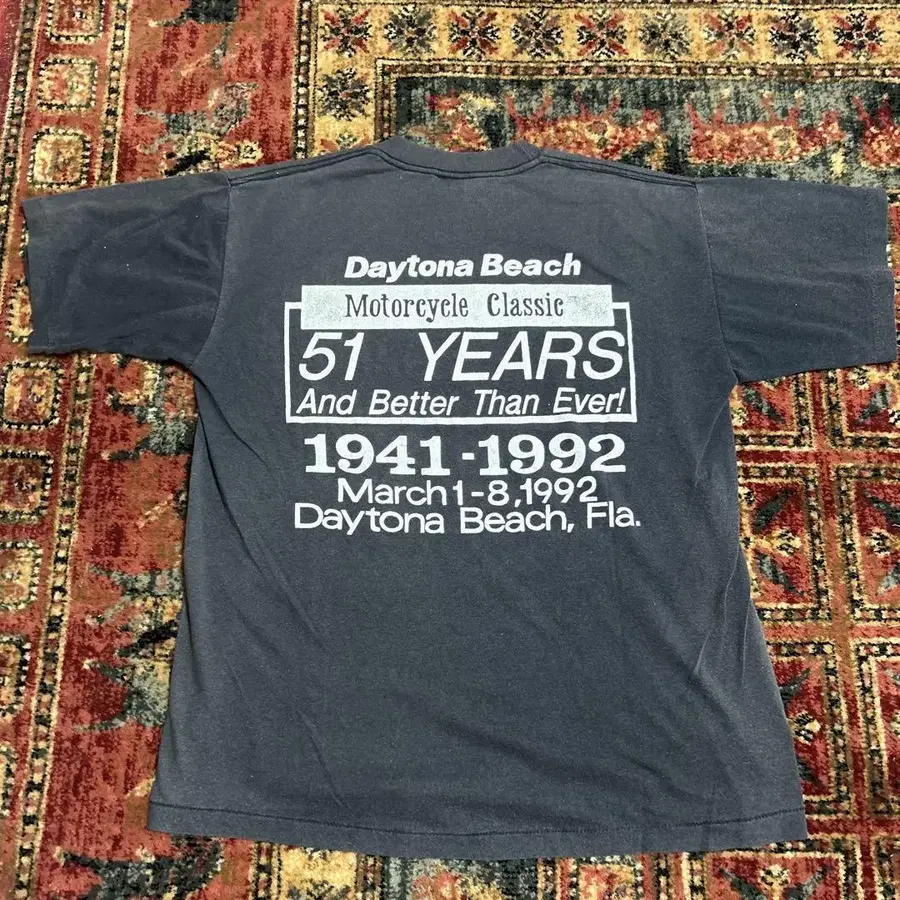 Daytona Beach
Motorcycle Classic
51 YEARS
And Better Than Ever!
1941-1992
March 1-8, 1992
Daytona Beach, Fla.